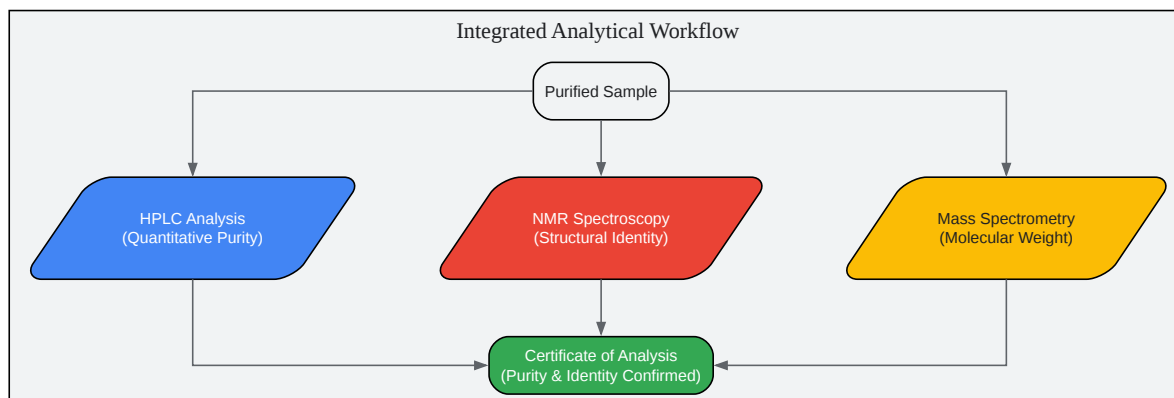 Integrated Analytical Workflow
Purified Sample
HPLC Analysis
(Quantitative Purity)
NMR Spectroscopy
(Structural Identity)
Mass Spectrometry
(Molecular Weight)
Certificate of Analysis
(Purity & Identity Confirmed)